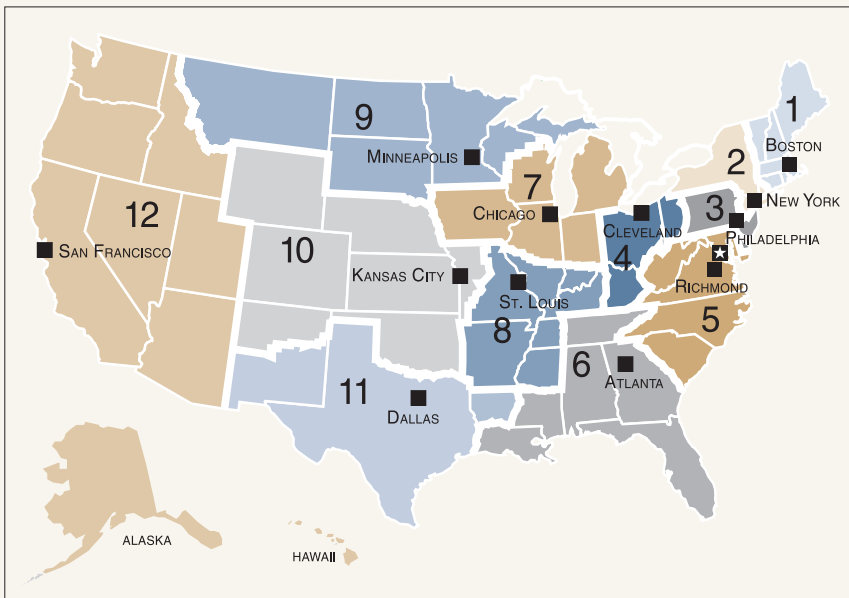 1
BOSTON
9
2
MINNEAPOLIS
7
NEW YORK
3
12
CHICAGO
CLEVELAND
PHILADELPHIA
10
4
SAN FRANCISCO
KANSAS CITY
RICHMOND
ST. LOUIS
5
8
6
11
ATLANTA
DALLAS
ALASKA
HAWAII